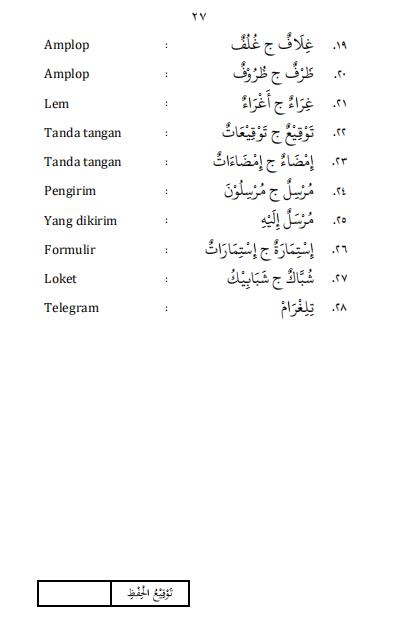 ٢٧
Amplop : غِلَافٌ ج غُلُفٌ .١٩
Amplop : ظَرْفٌ ج ظُرُوْفٌ .٢٠
Lem : غِرَاءٌ ج أَغْرَاءٌ .٢١
Tanda tangan : تَوْقِيْعٌ ج تَوْقِيْعَاتٌ .٢٢
Tanda tangan : إِمْضَاءٌ ج إِمْضَاءَاتٌ .٢٣
Pengirim : مُرْسِلٌ ج مُرْسِلُوْنَ .٢٤
Yang dikirim : مُرْسَلٌ إِلَيْهِ .٢٥
Formulir : إِسْتِمَارَةٌ ج إِسْتِمَارَاتٌ .٢٦
Loket : شُبَّاكٌ ج شَبَابِيْكُ .٢٧
Telegram : تِلِغْرَامْ .٢٨
تَوْقِيْعُ الْحِفْظِ